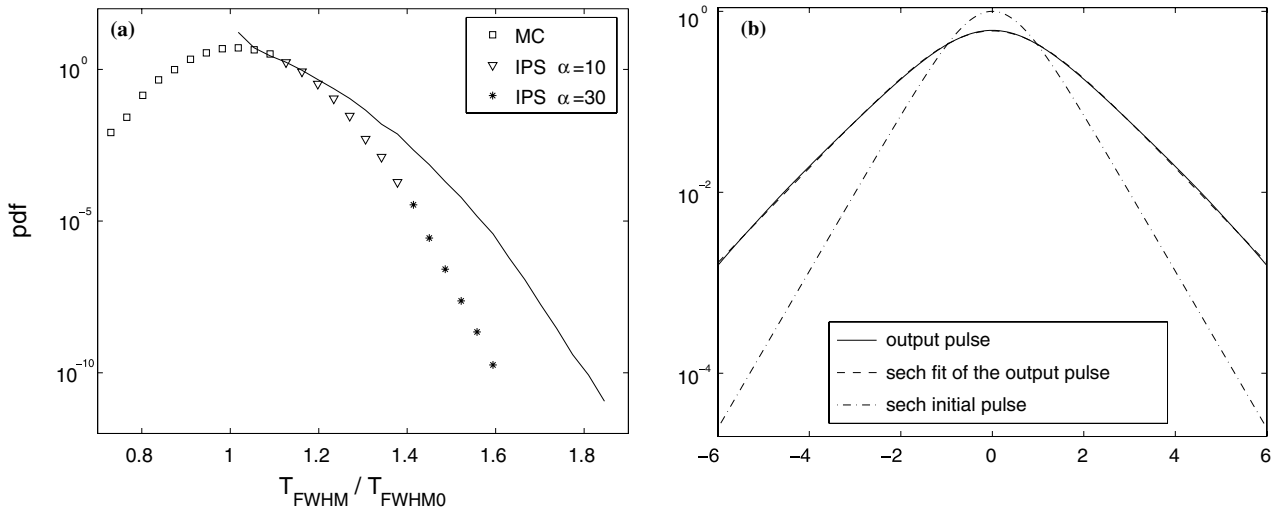 (a)
MC
IPS α=10
IPS α=30
10^0
10^-5
10^-10
pdf
0.8 1 1.2 1.4 1.6 1.8
T_FWHM / T_FWHM0
(b)
10^0
10^-2
10^-4
output pulse
sech fit of the output pulse
sech initial pulse
-6 -4 -2 0 2 4 6